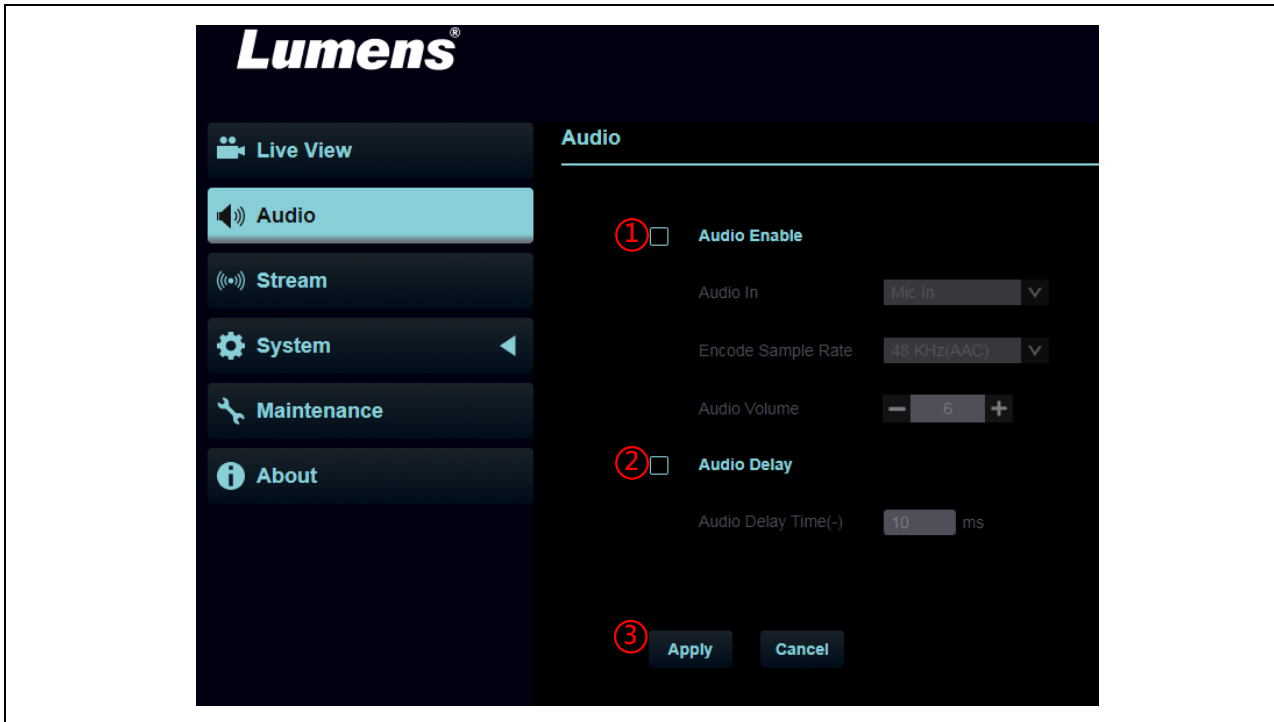 Lumens®
Live View
Audio
Stream
System
Maintenance
About
Audio
1 Audio Enable
Audio In Mic In
Encode Sample Rate 48 KHz(AAC)
Audio Volume 6
2 Audio Delay
Audio Delay Time(-) 10 ms
3 Apply Cancel